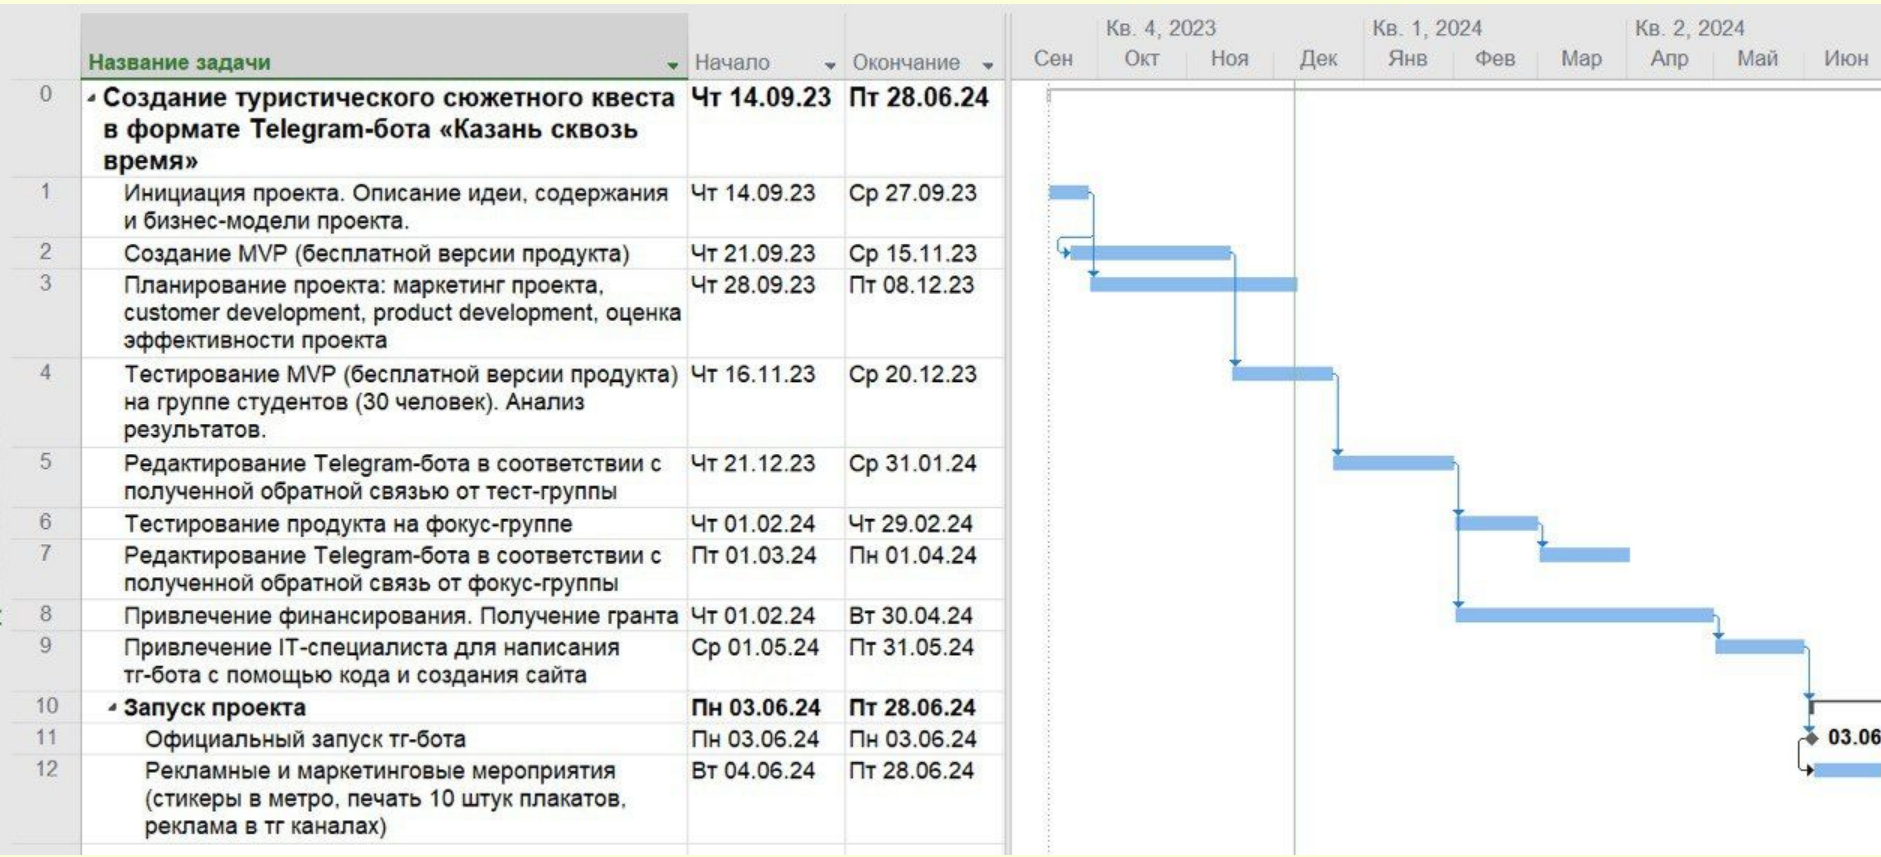 Кв. 4, 2023 Кв. 1, 2024 Кв. 2, 2024
Название задачи Начало Окончание Сен Окт Ноя Дек Янв Фев Мар Апр Май Июн
0 Создание туристического сюжетного квеста Чт 14.09.23 Пт 28.06.24
в формате Telegram-бота «Казань сквозь
время»
1 Инициация проекта. Описание идеи, содержания Чт 14.09.23 Ср 27.09.23
и бизнес-модели проекта.
2 Создание MVP (бесплатной версии продукта) Чт 21.09.23 Ср 15.11.23
3 Планирование проекта: маркетинг проекта, Чт 28.09.23 Пт 08.12.23
customer development, product development, оценка
эффективности проекта
4 Тестирование MVP (бесплатной версии продукта) Чт 16.11.23 Ср 20.12.23
на группе студентов (30 человек). Анализ
результатов.
5 Редактирование Telegram-бота в соответствии с Чт 21.12.23 Ср 31.01.24
полученной обратной связью от тест-группы
6 Тестирование продукта на фокус-группе Чт 01.02.24 Чт 29.02.24
7 Редактирование Telegram-бота в соответствии с Пт 01.03.24 Пн 01.04.24
полученной обратной связь от фокус-группы
8 Привлечение финансирования. Получение гранта Чт 01.02.24 Вт 30.04.24
9 Привлечение IT-специалиста для написания Ср 01.05.24 Пт 31.05.24
тг-бота с помощью кода и создания сайта
10 Запуск проекта Пн 03.06.24 Пт 28.06.24
11 Официальный запуск тг-бота Пн 03.06.24 Пн 03.06.24 03.06
12 Рекламные и маркетинговые мероприятия Вт 04.06.24 Пт 28.06.24
(стикеры в метро, печать 10 штук плакатов,
реклама в тг каналах)